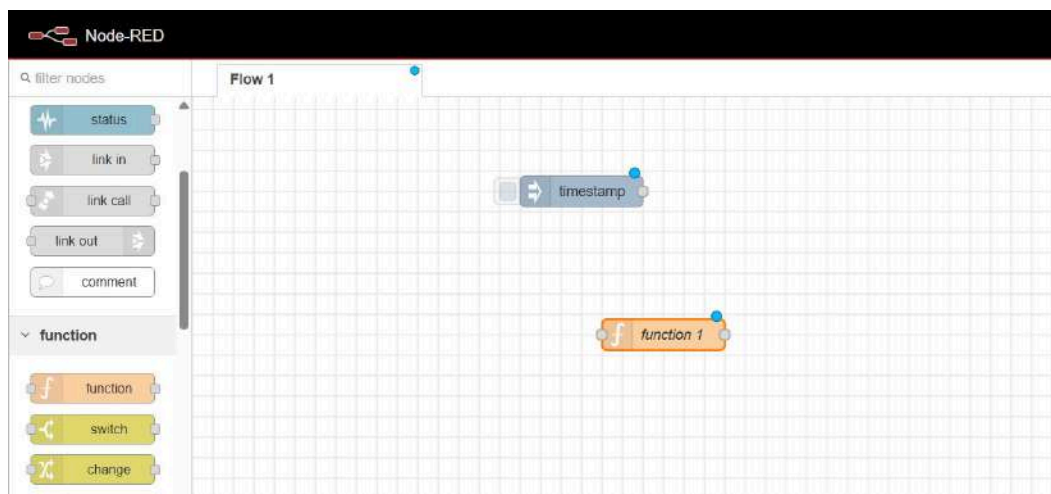 Node-RED
filter nodes
Flow 1
status
link in
link call
link out
comment
function
function
switch
change
timestamp
function 1